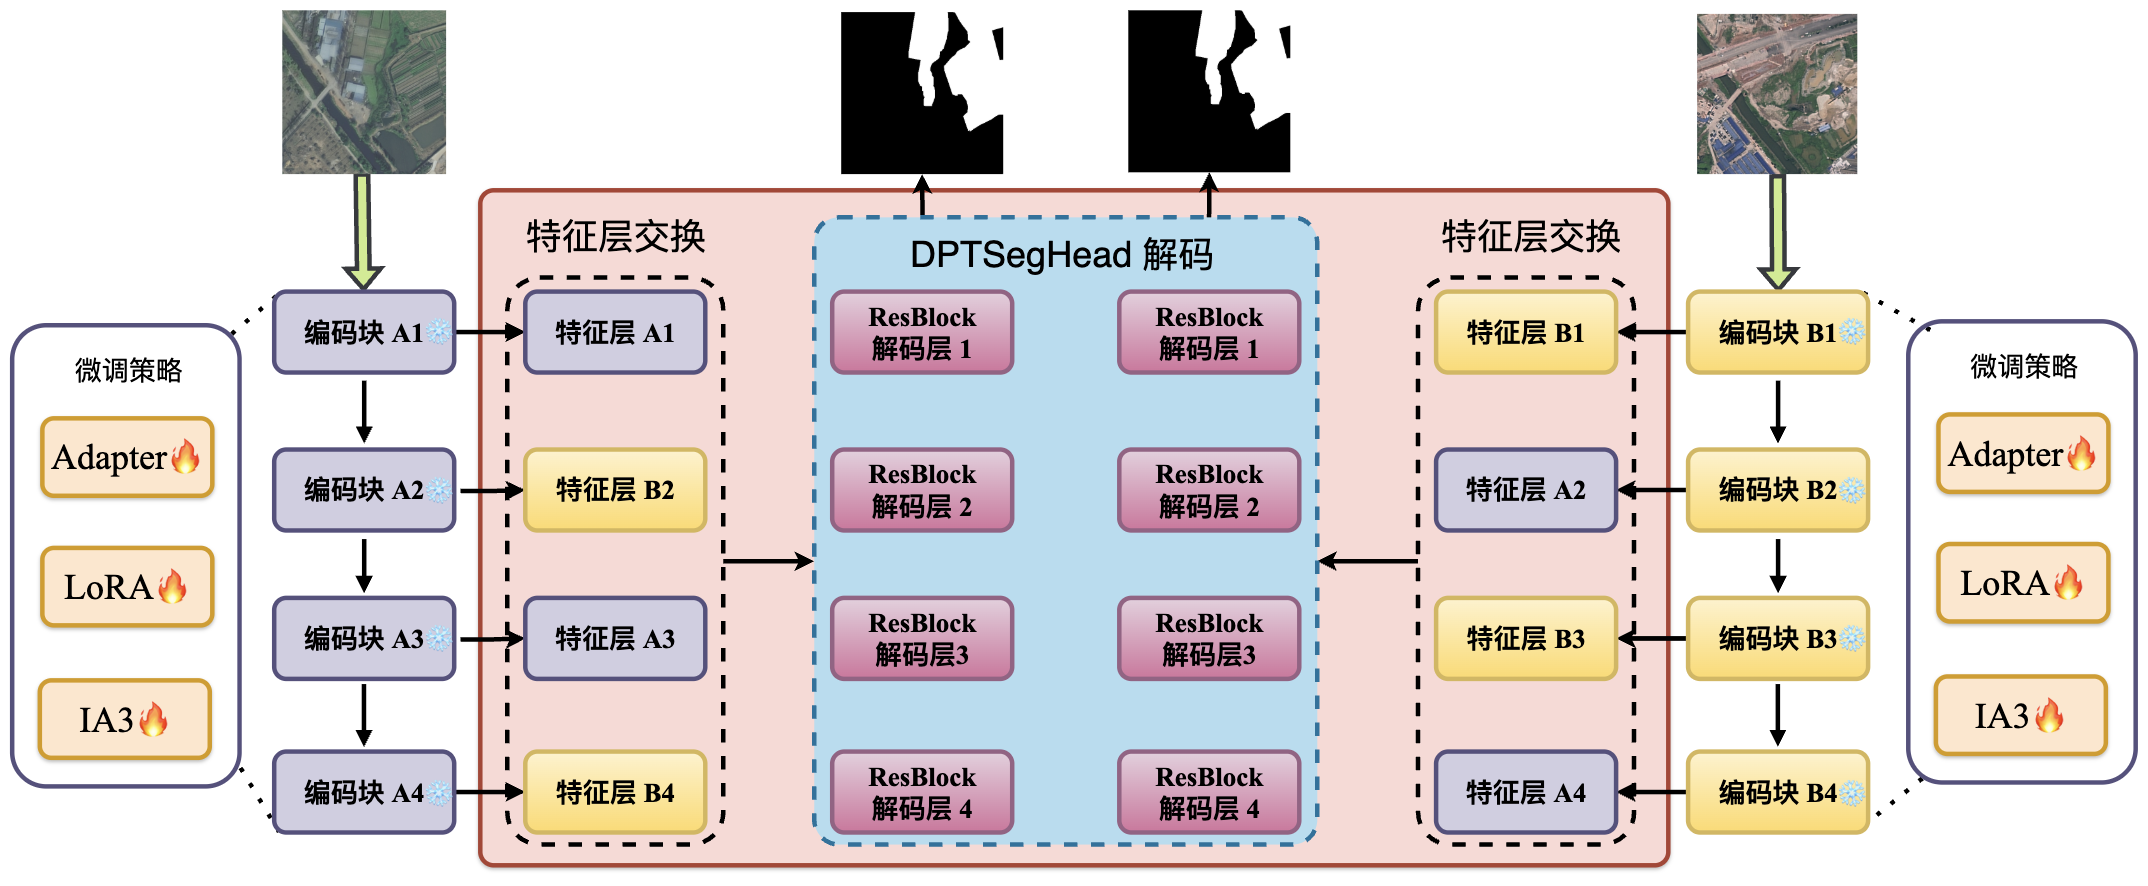 微调策略
Adapter
LoRA
IA3
编码块 A1
编码块 A2
编码块 A3
编码块 A4
特征层交换
特征层 A1
特征层 B2
特征层 A3
特征层 B4
DPTSegHead 解码
ResBlock
解码层 1
ResBlock
解码层 2
ResBlock
解码层3
ResBlock
解码层 4
ResBlock
解码层 1
ResBlock
解码层 2
ResBlock
解码层3
ResBlock
解码层 4
特征层交换
特征层 B1
特征层 A2
特征层 B3
特征层 A4
编码块 B1
编码块 B2
编码块 B3
编码块 B4
微调策略
Adapter
LoRA
IA3